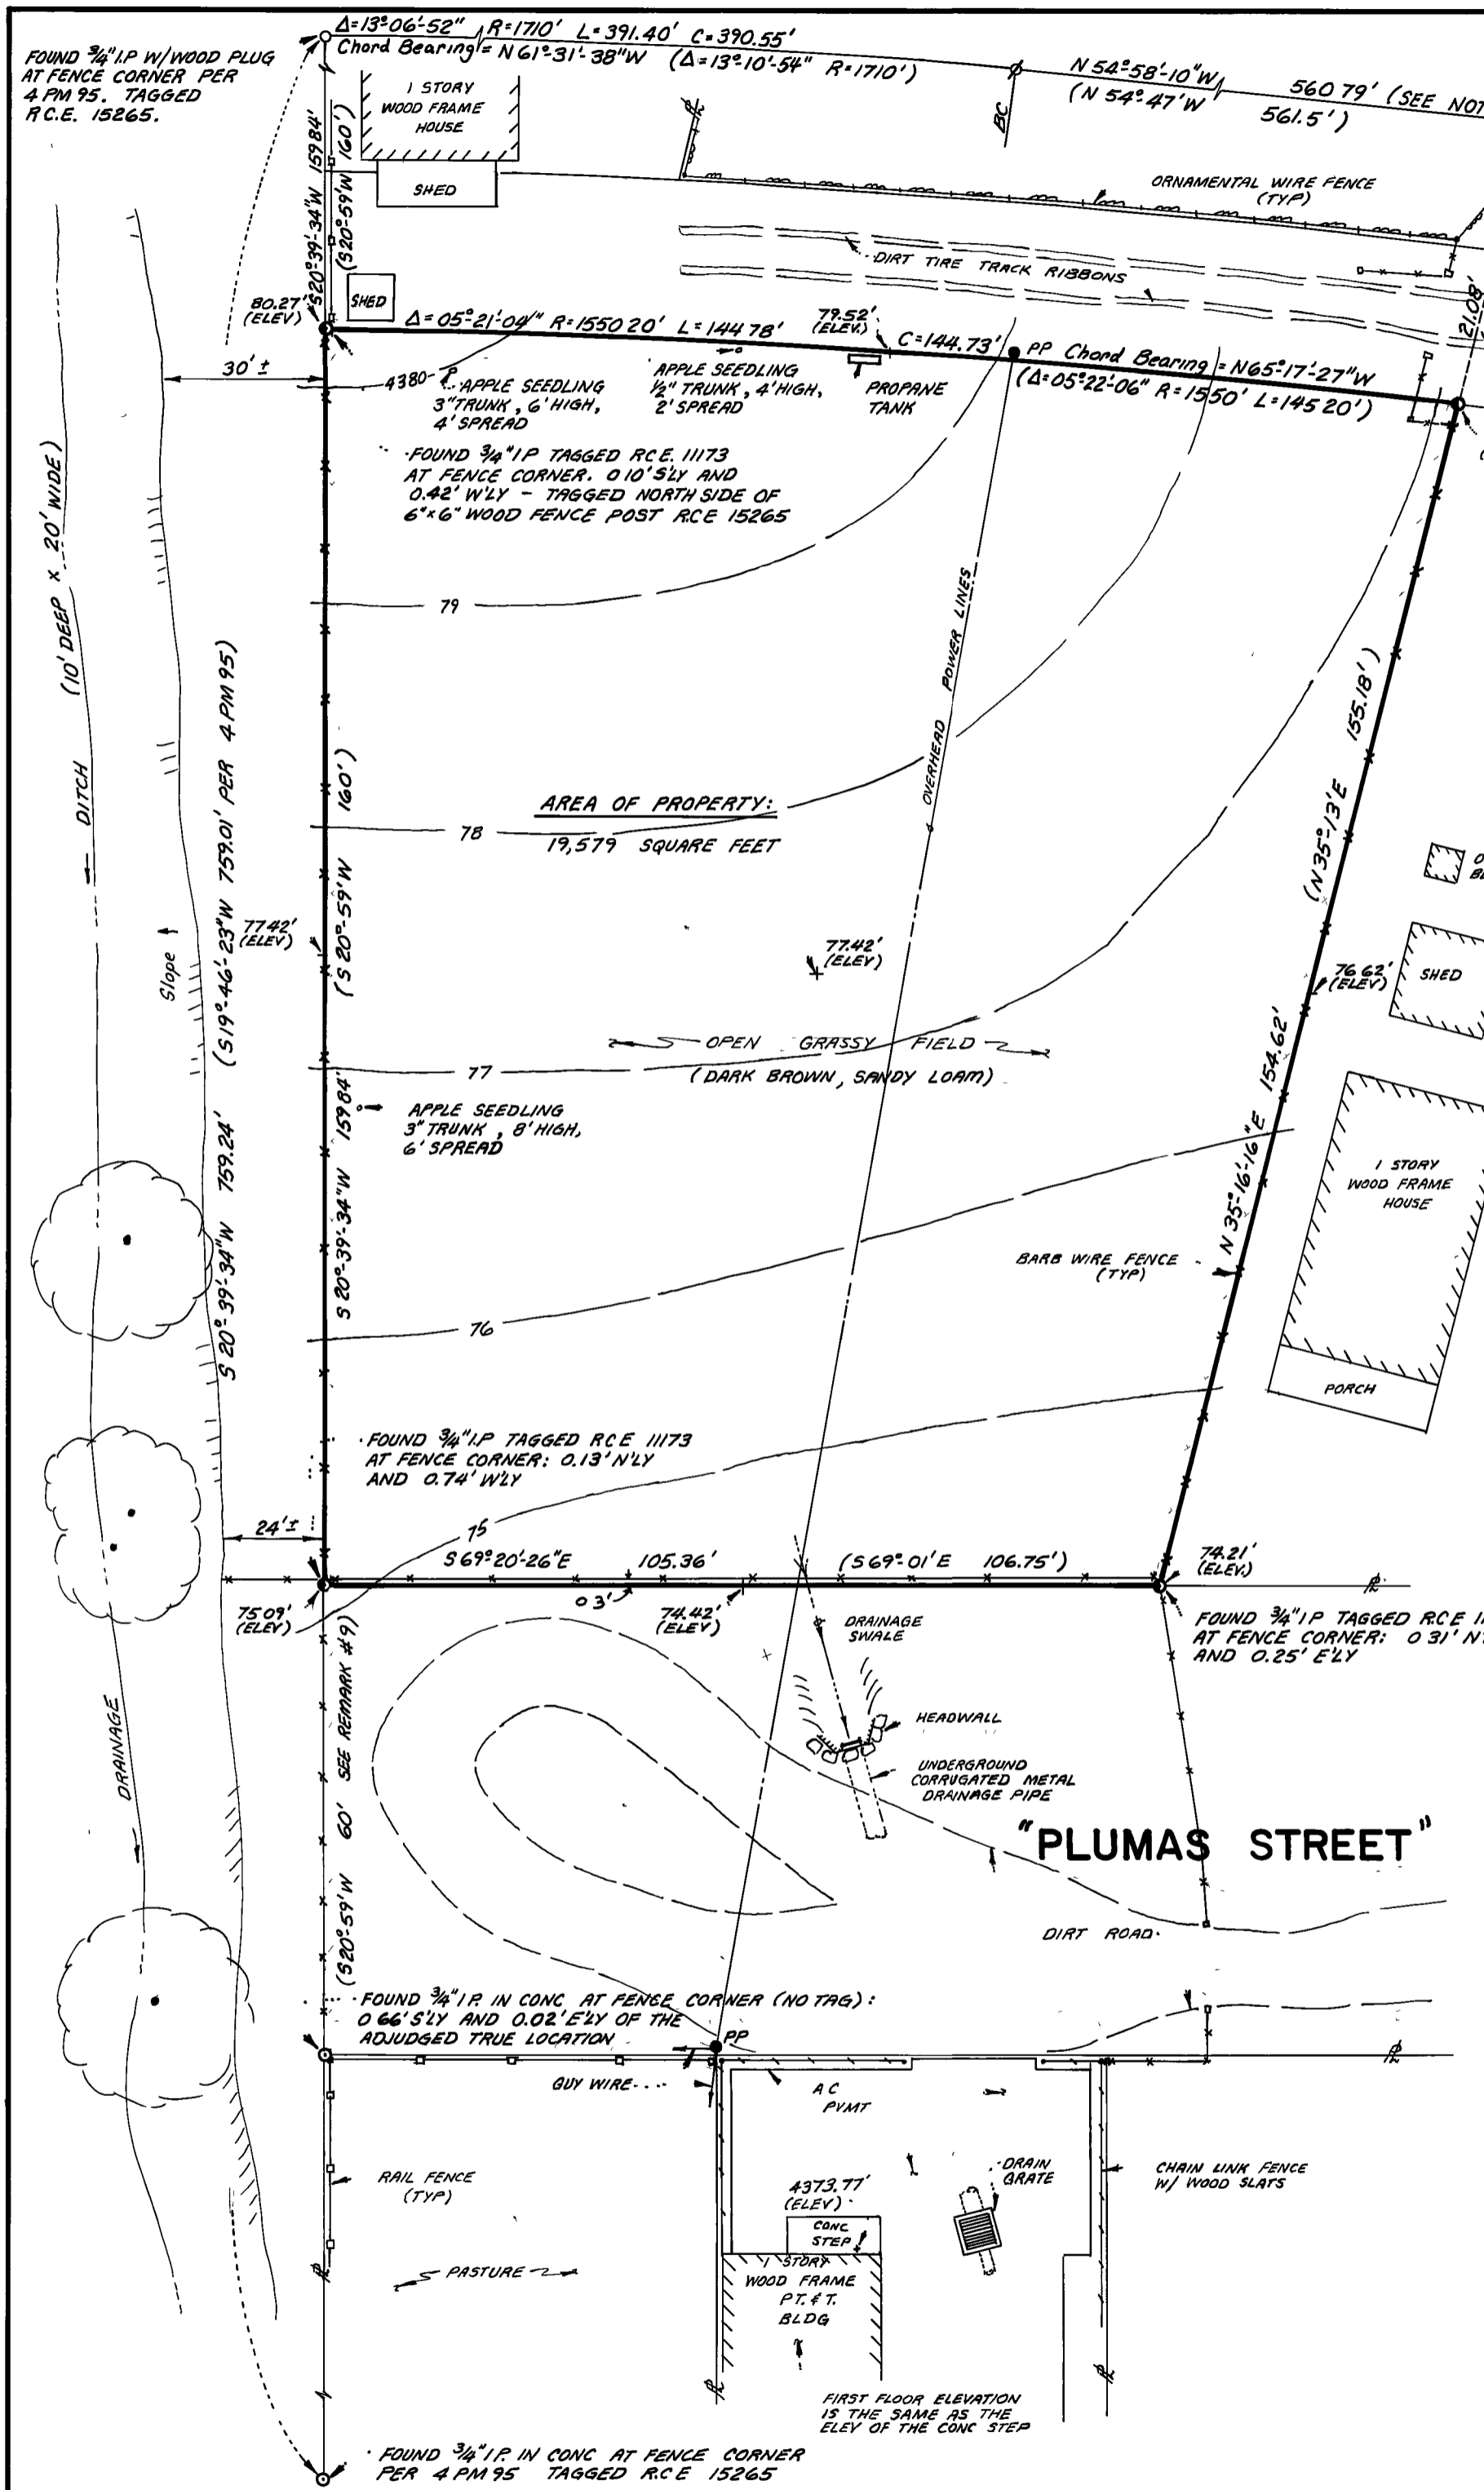 Δ=13°-06'-52" R=1710' L=391.40' C=390.55'
Chord Bearing = N 61°-31'-38"W (Δ=13°-10'-54" R=1710')
N 54°-58'-10"W 560 79' (SEE
(N 54°-47'W 561.5')
FOUND 3/4" I.P W/WOOD PLUG
AT FENCE CORNER PER
4 PM 95. TAGGED
R.C.E. 15265.
1 STORY
WOOD FRAME
HOUSE
SHED
BC
ORNAMENTAL WIRE FENCE
(TYP)
S20°39'-34"W 159 84'
(S20°-59'W 160')
DIRT TIRE TRACK RIBBONS
21.08'
80.27'
(ELEV)
SHED
Δ=05°-21'-04" R=1550 20' L=144 78'
79.52'
(ELEV.)
C=144.73'
PP
Chord Bearing = N65°-17'-27"W
(Δ=05°-22'-06" R=1550' L=145 20')
30' ±
4380
APPLE SEEDLING
3" TRUNK, 6' HIGH,
4' SPREAD
APPLE SEEDLING
1/2" TRUNK, 4' HIGH,
2' SPREAD
PROPANE
TANK
FOUND 3/4" IP TAGGED RCE. 11173
AT FENCE CORNER. 0 10' S'LY AND
0.42' W'LY - TAGGED NORTH SIDE OF
6"x6" WOOD FENCE POST RCE 15265
(10' DEEP x 20' WIDE)
DITCH
79
OVERHEAD POWER LINES
(S19°-46'-23"W 759.01' PER 4 PM 95)
S 20°-39'-34"W 759.24'
(N 35°-13'E 155.18')
N 35°-16'-16"E 154.62'
(S 20°-59'W 160')
S 20°-39'-34"W 159 84'
AREA OF PROPERTY:
19,579 SQUARE FEET
78
Slope
77 42'
(ELEV)
77.42'
(ELEV)
76 62'
(ELEV)
SHED
OPEN GRASSY FIELD
(DARK BROWN, SANDY LOAM)
77
APPLE SEEDLING
3" TRUNK, 8' HIGH,
6' SPREAD
1 STORY
WOOD FRAME
HOUSE
BARB WIRE FENCE
(TYP)
76
PORCH
FOUND 3/4" I.P TAGGED RCE 11173
AT FENCE CORNER: 0.13' N'LY
AND 0.74' W'LY
75
24' ±
S 69°-20'-26"E 105.36' (S 69°-01'E 106.75')
74.21'
(ELEV.)
75 09'
(ELEV)
0 3'
74.42'
(ELEV)
DRAINAGE
SWALE
FOUND 3/4" IP TAGGED RCE
AT FENCE CORNER: 0 31'
AND 0.25' E'LY
HEADWALL
UNDERGROUND
CORRUGATED METAL
DRAINAGE PIPE
"PLUMAS STREET"
DRAINAGE
(S20°-59'W 60' SEE REMARK #9)
DIRT ROAD
FOUND 3/4" I.P. IN CONC AT FENCE CORNER (NO TAG):
0 66' S'LY AND 0.02' E'LY OF THE
ADJUDGED TRUE LOCATION
PP
GUY WIRE
A C
PVMT
RAIL FENCE
(TYP)
4373.77'
(ELEV)
DRAIN
GRATE
CHAIN LINK FENCE
W/ WOOD SLATS
CONC
STEP
PASTURE
1 STORY
WOOD FRAME
P.T. & T.
BLDG
FIRST FLOOR ELEVATION
IS THE SAME AS THE
ELEV OF THE CONC STEP
FOUND 3/4" I.P. IN CONC AT FENCE CORNER
PER 4 PM 95 TAGGED R.C E 15265